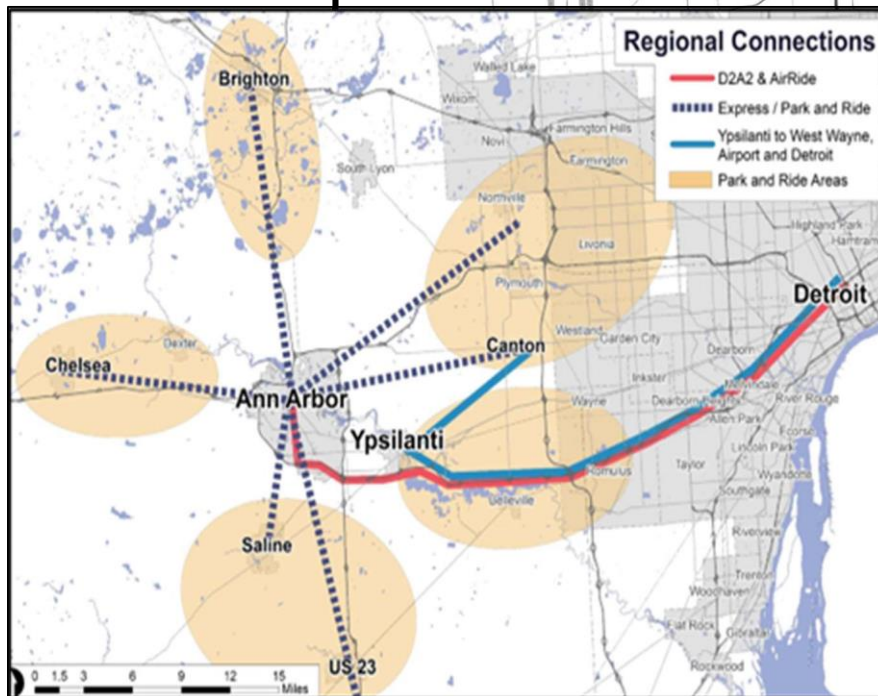 Regional Connections
D2A2 & AirRide
Express / Park and Ride
Ypsilanti to West Wayne,
Airport and Detroit
Park and Ride Areas
Brighton
Walled Lake
Wixom
Farmington Hills
Novi
Farmington
South Lyon
Northville
Highland Park
Hamtram
Livonia
Plymouth
Detroit
Canton
Westland
Garden City
Dearborn
Chelsea
Dexter
Inkster
Melvindale
Ann Arbor
Wayne
Dearborn Heights
River Rouge
Allen Park
Ecorse
Ypsilanti
Lincoln Park
Romulus
Taylor
Wyandotte
Belleville
Southgate
Riverview
Saline
Trenton
Woodhaven
Flat Rock
Gibraltar
US 23
Rockwood
0 1.5 3 6 9 12 15
Miles